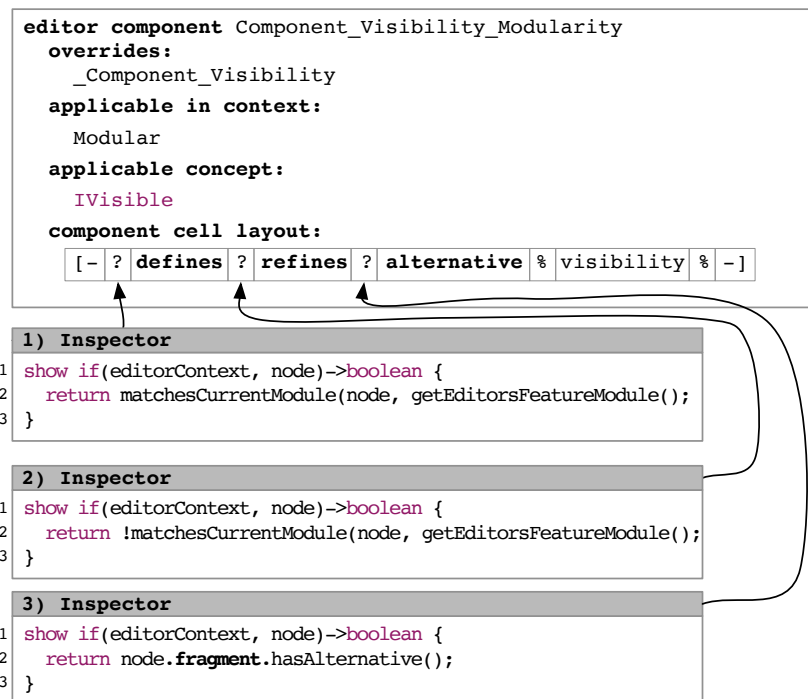 editor component Component_Visibility_Modularity
overrides:
_Component_Visibility
applicable in context:
Modular
applicable concept:
IVisible
component cell layout:
[- ? defines ? refines ? alternative % visibility % -]
1) Inspector
1 show if(editorContext, node)->boolean {
2 return matchesCurrentModule(node, getEditorsFeatureModule();
3 }
2) Inspector
1 show if(editorContext, node)->boolean {
2 return !matchesCurrentModule(node, getEditorsFeatureModule();
3 }
3) Inspector
1 show if(editorContext, node)->boolean {
2 return node.fragment.hasAlternative();
3 }